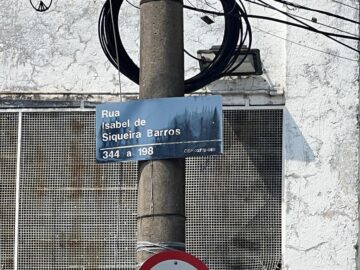 Rua
Isabel de
Siqueira Barros
344 a 198